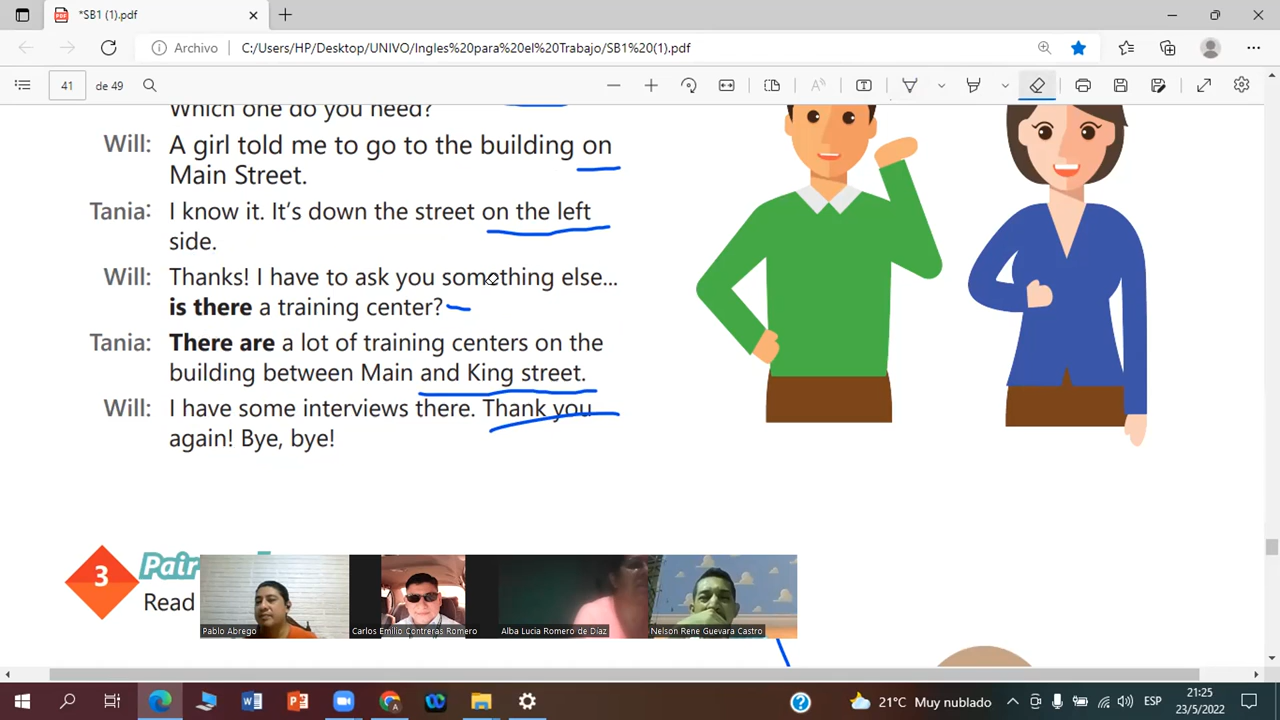 *SB1 (1).pdf
Archivo C:/Users/HP/Desktop/UNIVO/Ingles%20para%20el%20Trabajo/SB1%20(1).pdf
41 de 49
Which one do you need?
Will: A girl told me to go to the building on
Main Street.
Tania: I know it. It's down the street on the left
side.
Will: Thanks! I have to ask you something else...
is there a training center?
Tania: There are a lot of training centers on the
building between Main and King street.
Will: I have some interviews there. Thank you
again! Bye, bye!
3 Pair
Read
Pablo Abrego Carlos Emilio Contreras Romero Alba Lucia Romero de Diaz Nelson Rene Guevara Castro
21°C Muy nublado ESP 21:25
23/5/2022